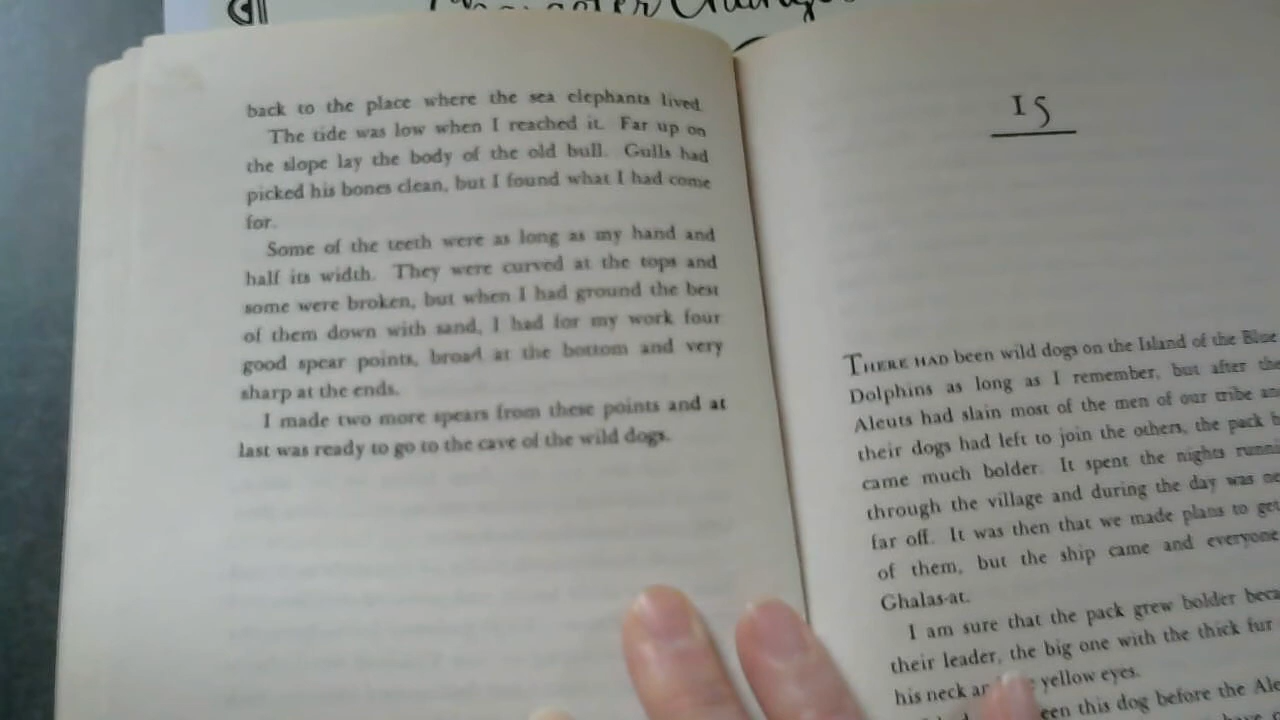 back to the place where the sea elephants lived.
The tide was low when I reached it. Far up on
the slope lay the body of the old bull. Gulls had
picked his bones clean, but I found what I had come
for.
Some of the teeth were as long as my hand and
half its width. They were curved at the tops and
some were broken, but when I had ground the best
of them down with sand, I had for my work four
good spear points, broad at the bottom and very
sharp at the ends.
I made two more spears from these points and at
last was ready to go to the cave of the wild dogs.
15
THERE HAD been wild dogs on the Island of the Blue
Dolphins as long as I remember, but after the
Aleuts had slain most of the men of our tribe
their dogs had left to join the others, the pack
came much bolder. It spent the nights
through the village and during the day was
far off. It was then that we made plans to get
of them, but the ship came and everyone
Ghalas-at.
I am sure that the pack grew bolder
their leader, the big one with the thick fur
his neck yellow eyes.
this dog before the